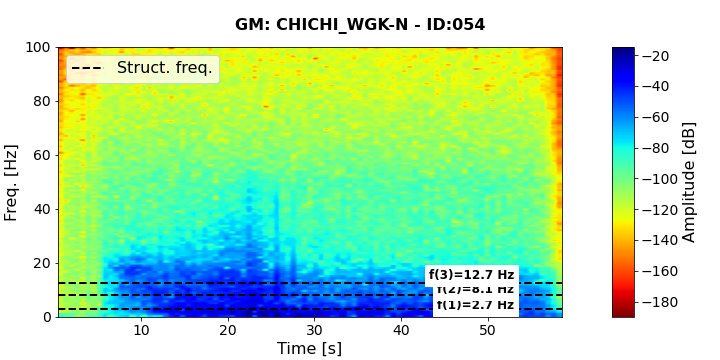 GM: CHICHI_WGK-N - ID:054
100
80
60
40
20
0
Freq. [Hz]
Struct. freq.
f(3)=12.7 Hz
f(2)=8.1 Hz
f(1)=2.7 Hz
10
20
30
40
50
Time [s]
−20
−40
−60
−80
−100
−120
−140
−160
−180
Amplitude [dB]